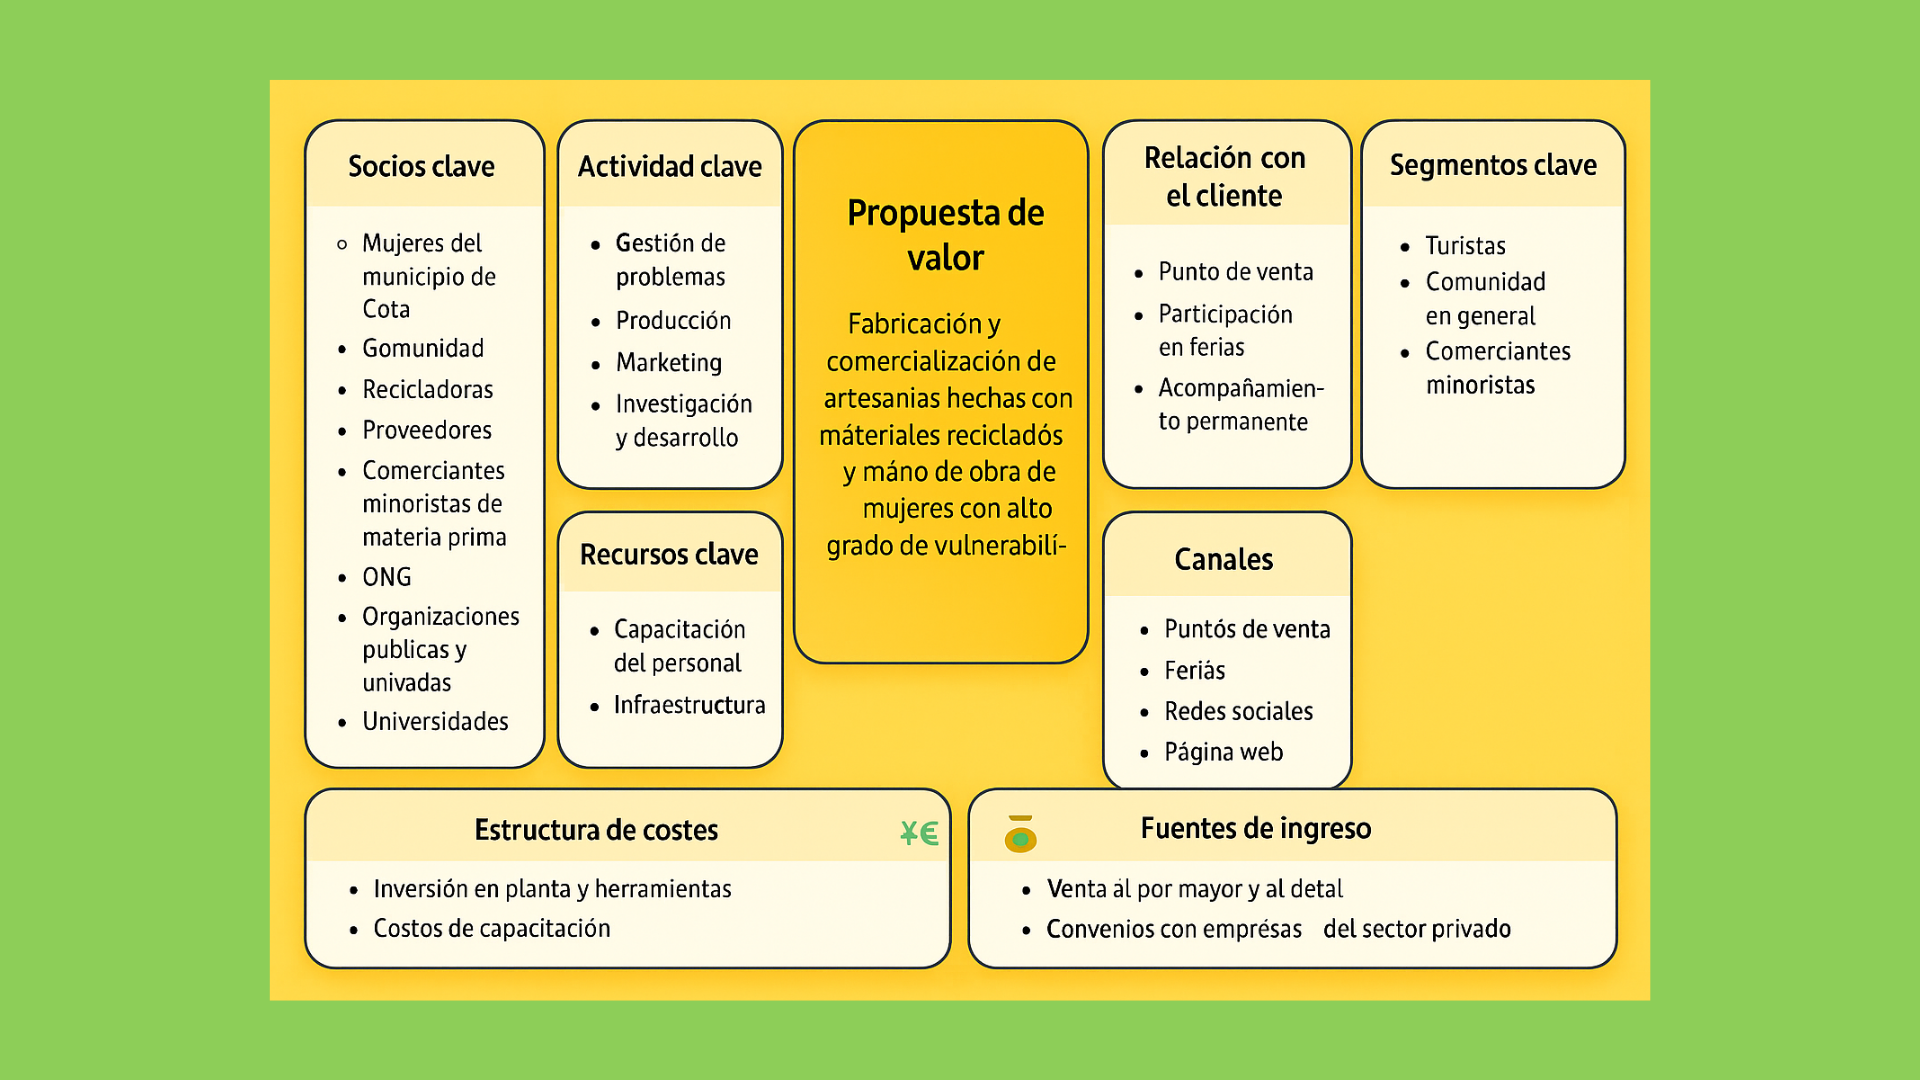 Socios clave
Mujeres del
municipio de
Cota
Gomunidad
Recicladoras
Proveedores
Comerciantes
minoristas de
materia prima
ONG
Organizaciones
publicas y
univadas
Universidades
Actividad clave
Gestión de
problemas
Producción
Marketing
Investigación
y desarrollo
Recursos clave
Capacitación
del personal
Infraestructura
Propuesta de
valor
Fabricación y
comercialización de
artesanias hechas con
máteriales recicladós
y máno de obra de
mujeres con alto
grado de vulnerabilí-
Relación con
el cliente
Punto de venta
Participación
en ferias
Acompañamien-
to permanente
Canales
Puntós de venta
Feriás
Redes sociales
Página web
Segmentos clave
Turistas
Comunidad
en general
Comerciantes
minoristas
Estructura de costes
¥€
Inversión en planta y herramientas
Costos de capacitación
Fuentes de ingreso
Venta ál por mayor y al detal
Convenios con emprésas del sector privado